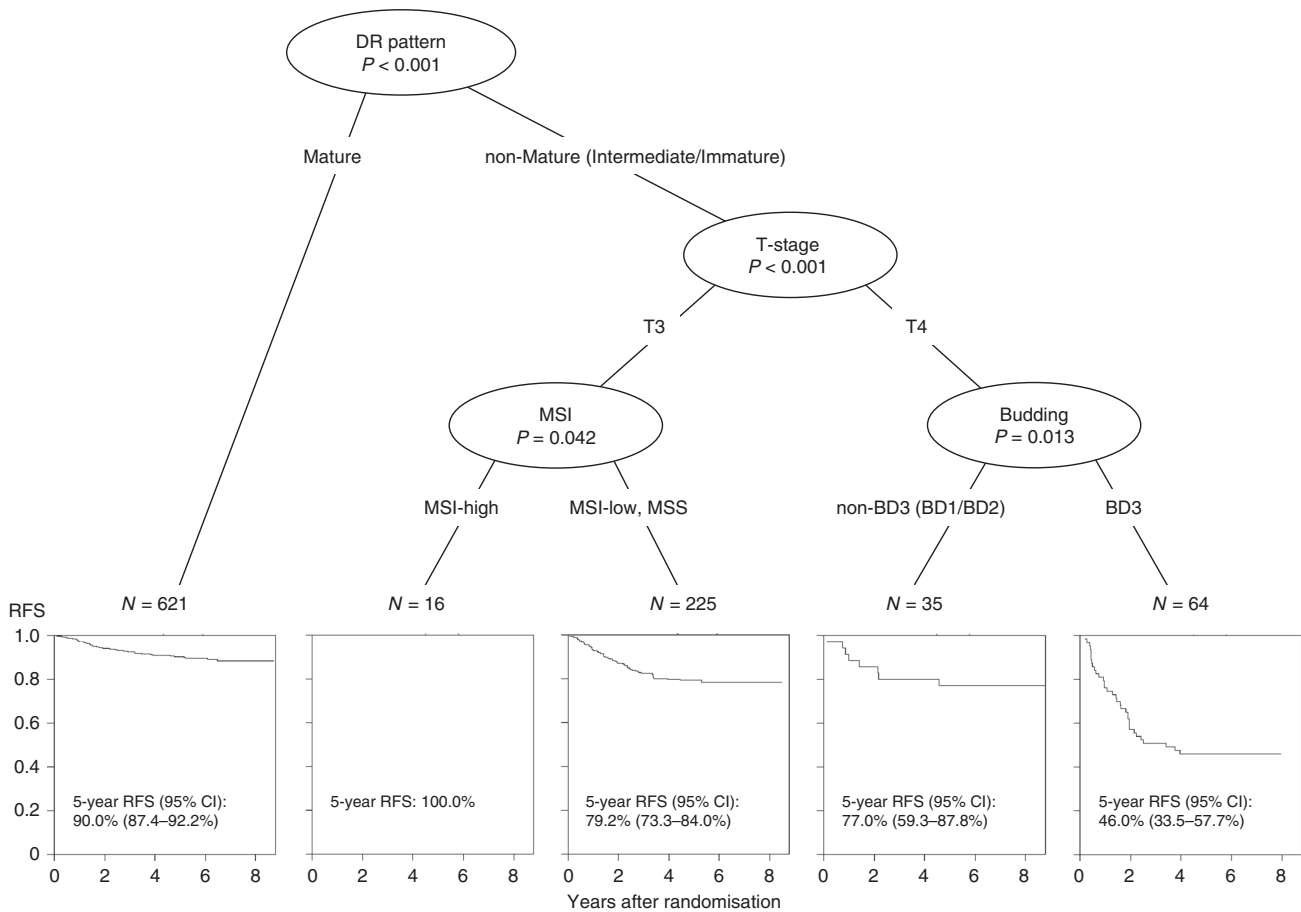 DR pattern
P < 0.001
Mature
non-Mature (Intermediate/Immature)
T-stage
P < 0.001
T3
T4
MSI
P = 0.042
Budding
P = 0.013
MSI-high
MSI-low, MSS
non-BD3 (BD1/BD2)
BD3
N = 621
N = 16
N = 225
N = 35
N = 64
RFS
1.0
0.8
0.6
0.4
0.2
0
5-year RFS (95% CI):
90.0% (87.4–92.2%)
5-year RFS: 100.0%
5-year RFS (95% CI):
79.2% (73.3–84.0%)
5-year RFS (95% CI):
77.0% (59.3–87.8%)
5-year RFS (95% CI):
46.0% (33.5–57.7%)
0 2 4 6 8
0 2 4 6 8
0 2 4 6 8
0 2 4 6 8
0 2 4 6 8
Years after randomisation